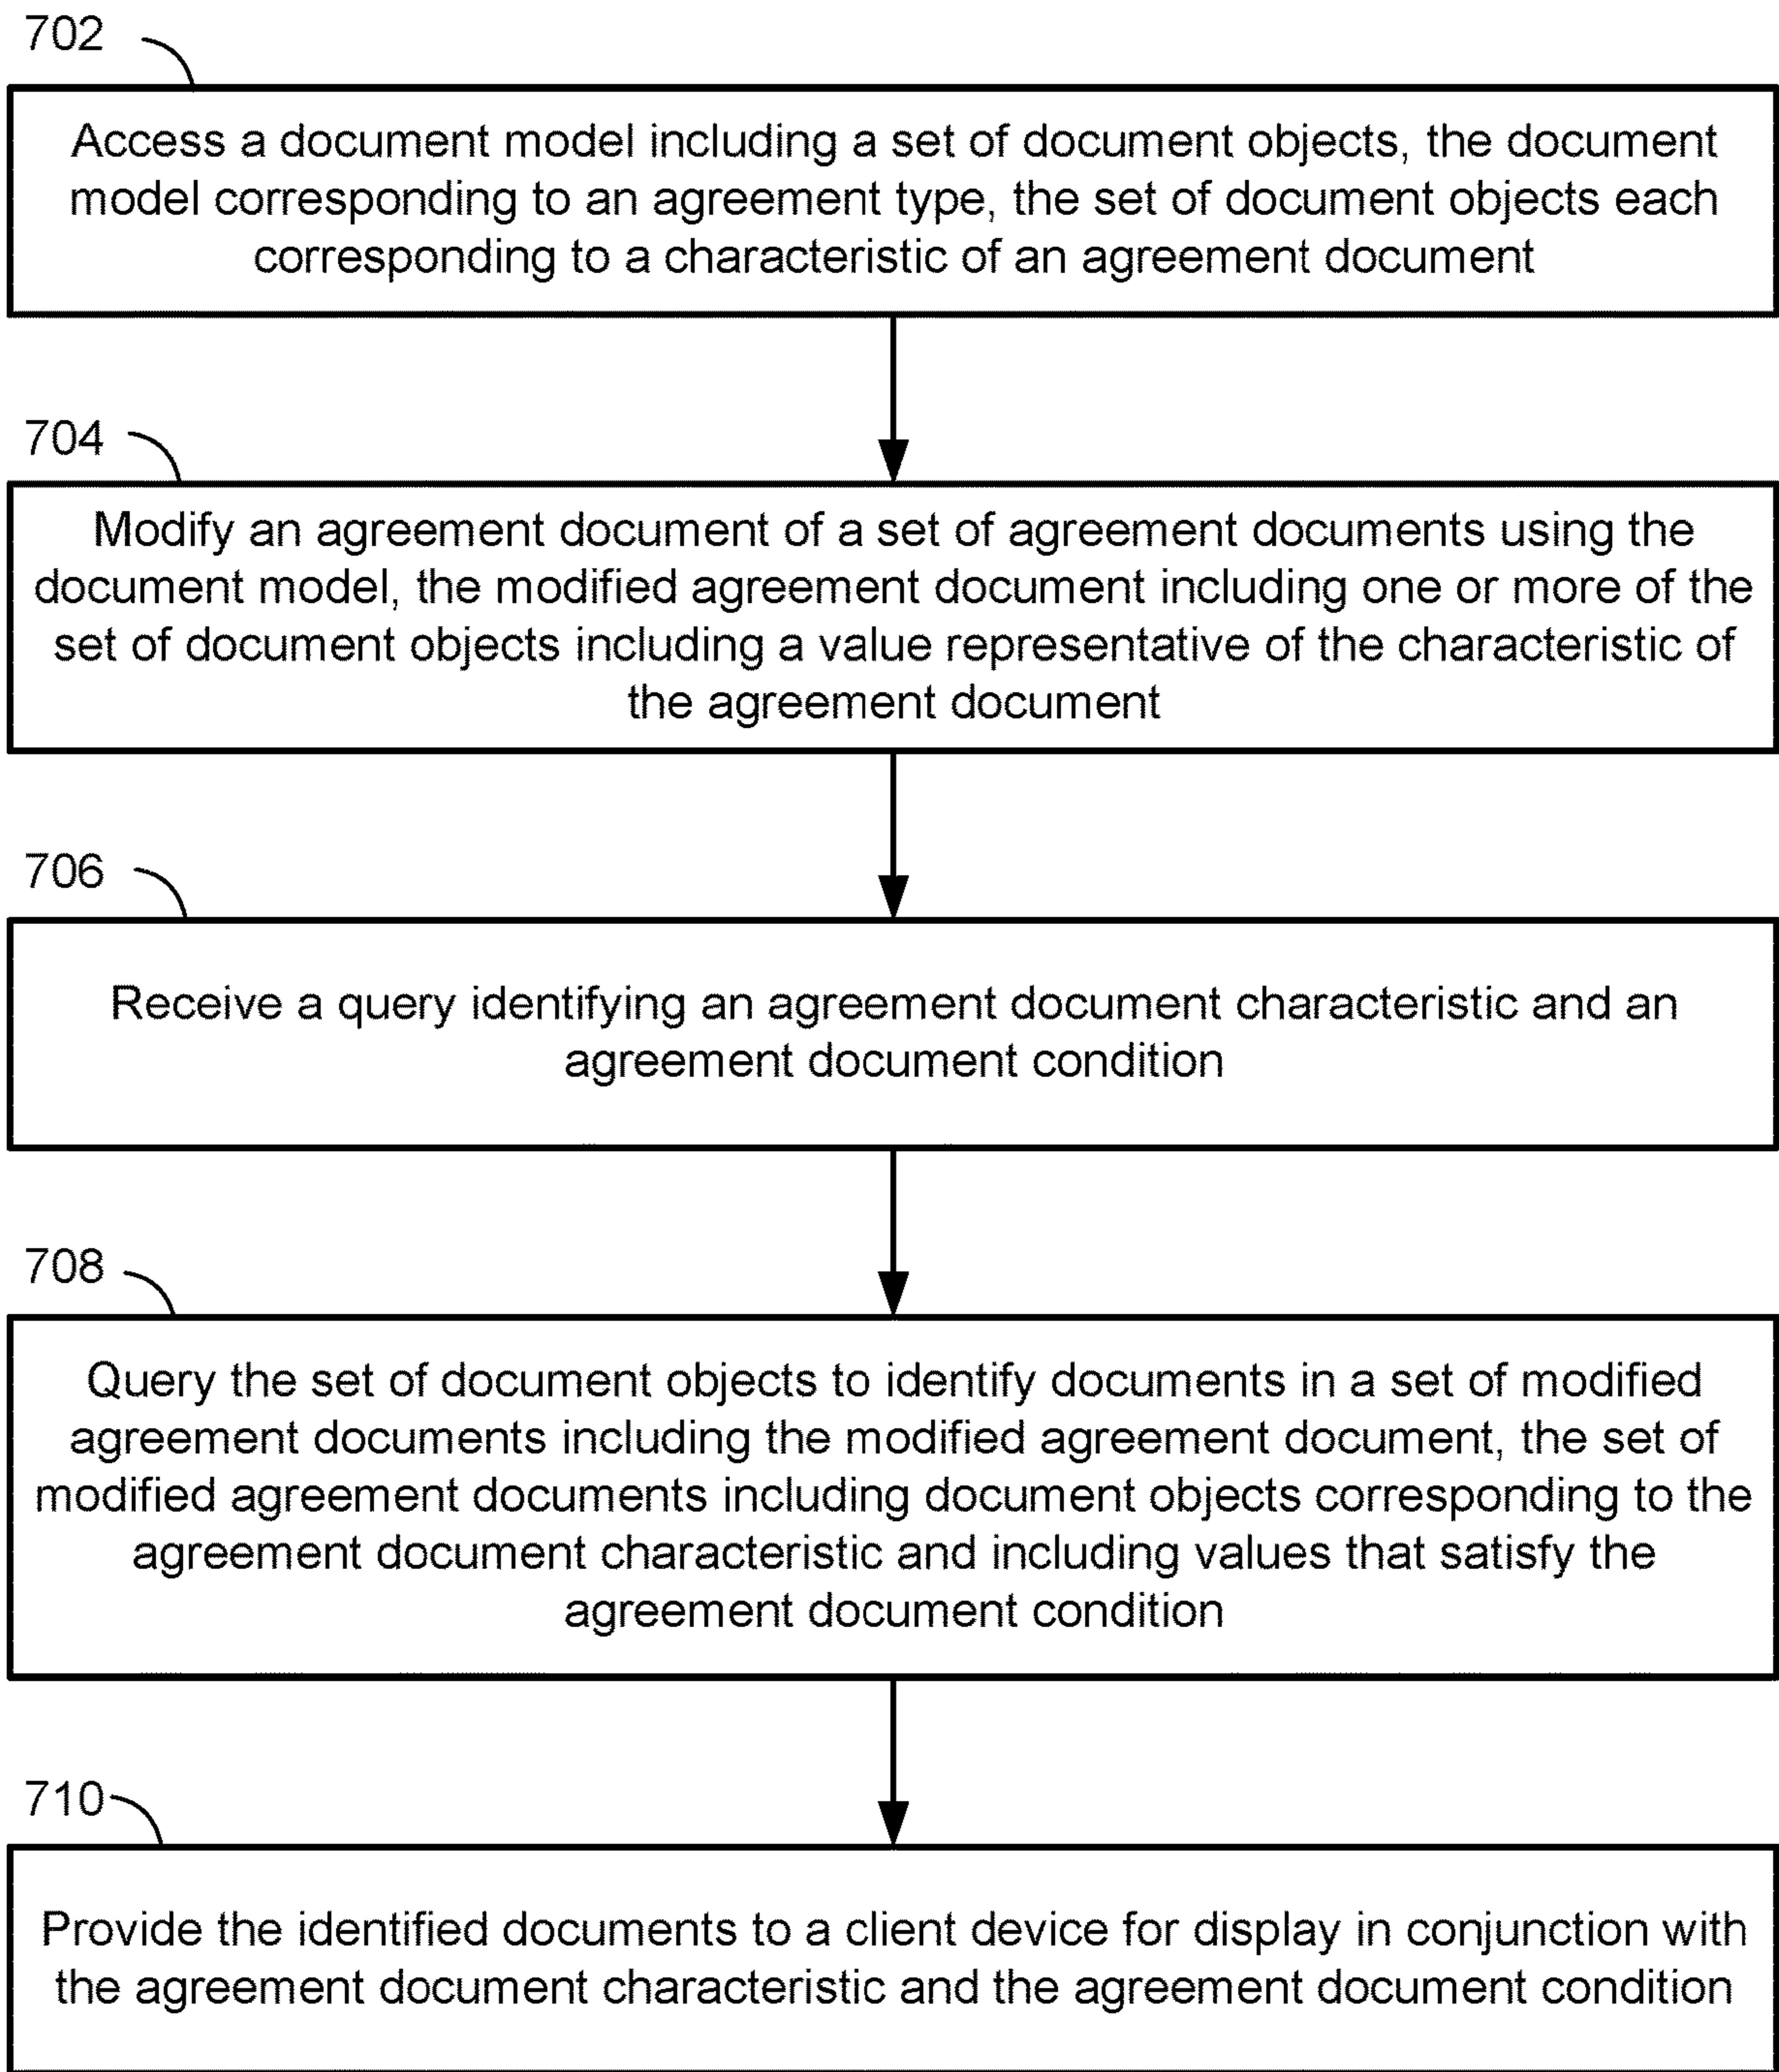 702
Access a document model including a set of document objects, the document
model corresponding to an agreement type, the set of document objects each
corresponding to a characteristic of an agreement document
704
Modify an agreement document of a set of agreement documents using the
document model, the modified agreement document including one or more of the
set of document objects including a value representative of the characteristic of
the agreement document
706
Receive a query identifying an agreement document characteristic and an
agreement document condition
708
Query the set of document objects to identify documents in a set of modified
agreement documents including the modified agreement document, the set of
modified agreement documents including document objects corresponding to the
agreement document characteristic and including values that satisfy the
agreement document condition
710
Provide the identified documents to a client device for display in conjunction with
the agreement document characteristic and the agreement document condition